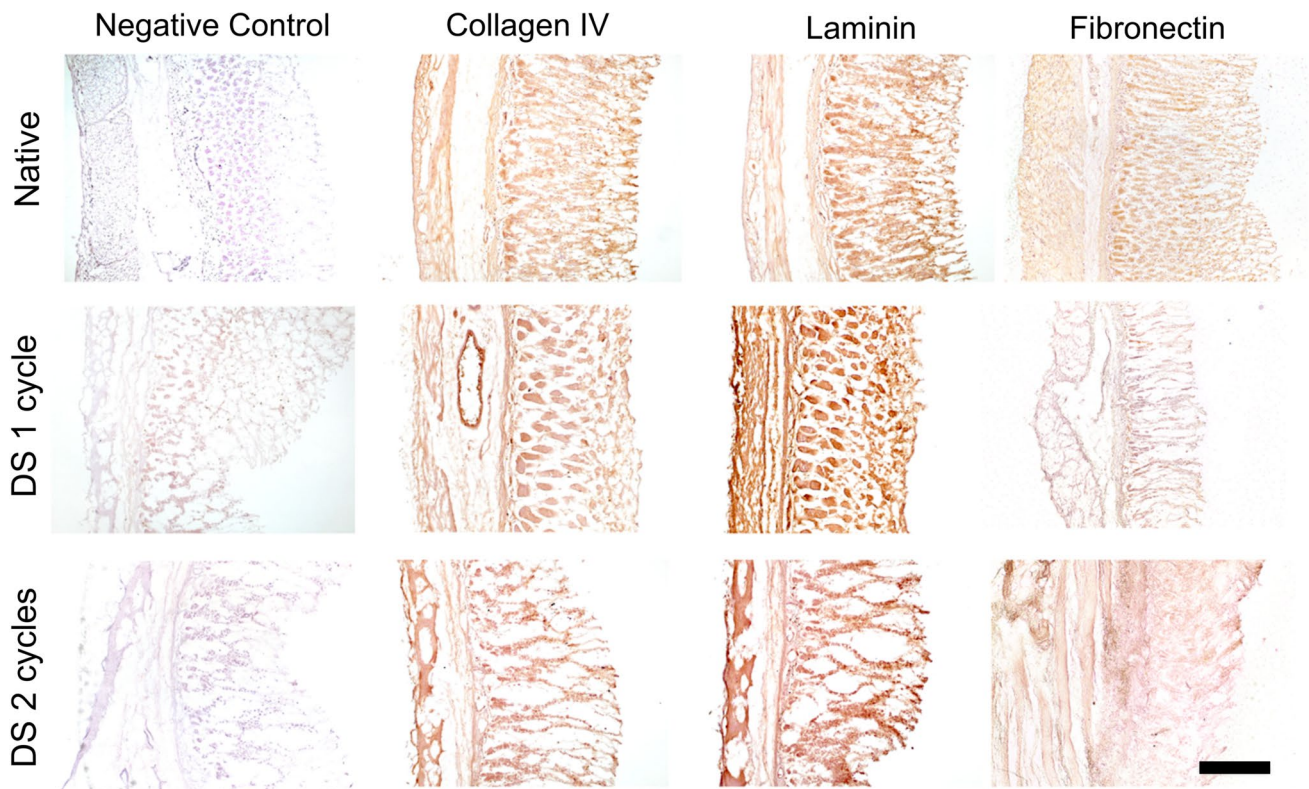 Negative Control Collagen IV Laminin Fibronectin
Native
DS 1 cycle
DS 2 cycles